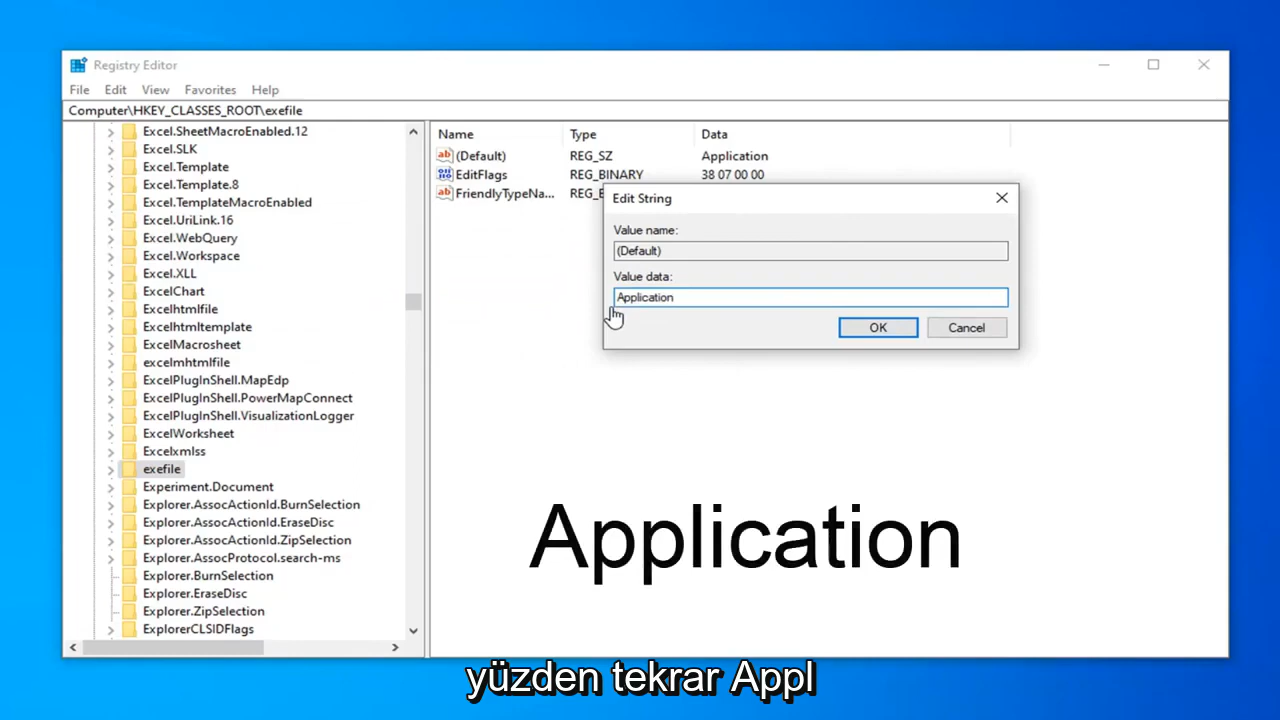 Registry Editor
File Edit View Favorites Help
Computer\HKEY_CLASSES_ROOT\exefile
Excel.SheetMacroEnabled.12
Excel.SLK
Excel.Template
Excel.Template.8
Excel.TemplateMacroEnabled
Excel.UriLink.16
Excel.WebQuery
Excel.Workspace
Excel.XLL
ExcelChart
Excelhtmlfile
Excelhtmltemplate
ExcelMacrosheet
excelmhtmlfile
ExcelPlugInShell.MapEdp
ExcelPlugInShell.PowerMapConnect
ExcelPlugInShell.VisualizationLogger
ExcelWorksheet
Excelxmlss
exefile
Experiment.Document
Explorer.AssocActionId.BurnSelection
Explorer.AssocActionId.EraseDisc
Explorer.AssocActionId.ZipSelection
Explorer.AssocProtocol.search-ms
Explorer.BurnSelection
Explorer.EraseDisc
Explorer.ZipSelection
ExplorerCLSIDFlags
Name Type Data
(Default) REG_SZ Application
EditFlags REG_BINARY 38 07 00 00
FriendlyTypeNa... REG_E
Edit String
Value name:
(Default)
Value data:
Application
OK Cancel
Application
yüzden tekrar Appl